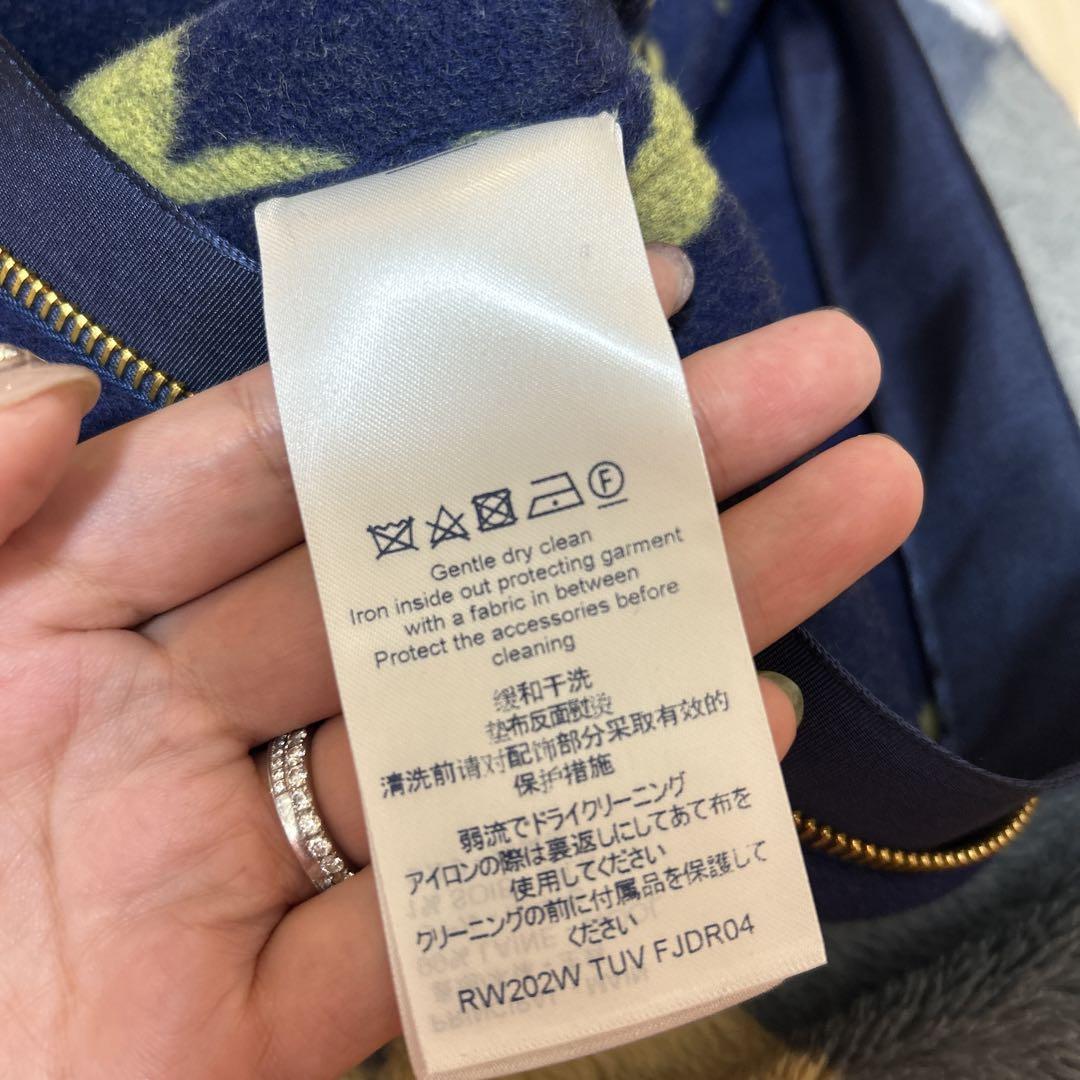 F
Gentle dry clean
Iron inside out protecting garment
with a fabric in between
Protect the accessories before
cleaning
缓和干洗
垫布反面熨烫
清洗前请对配饰部分采取有效的
保护措施
弱流でドライクリーニング
アイロンの際は裏返しにしてあて布を
使用してください
クリーニングの前に付属品を保護して
ください
RW202W TUV FJDR04